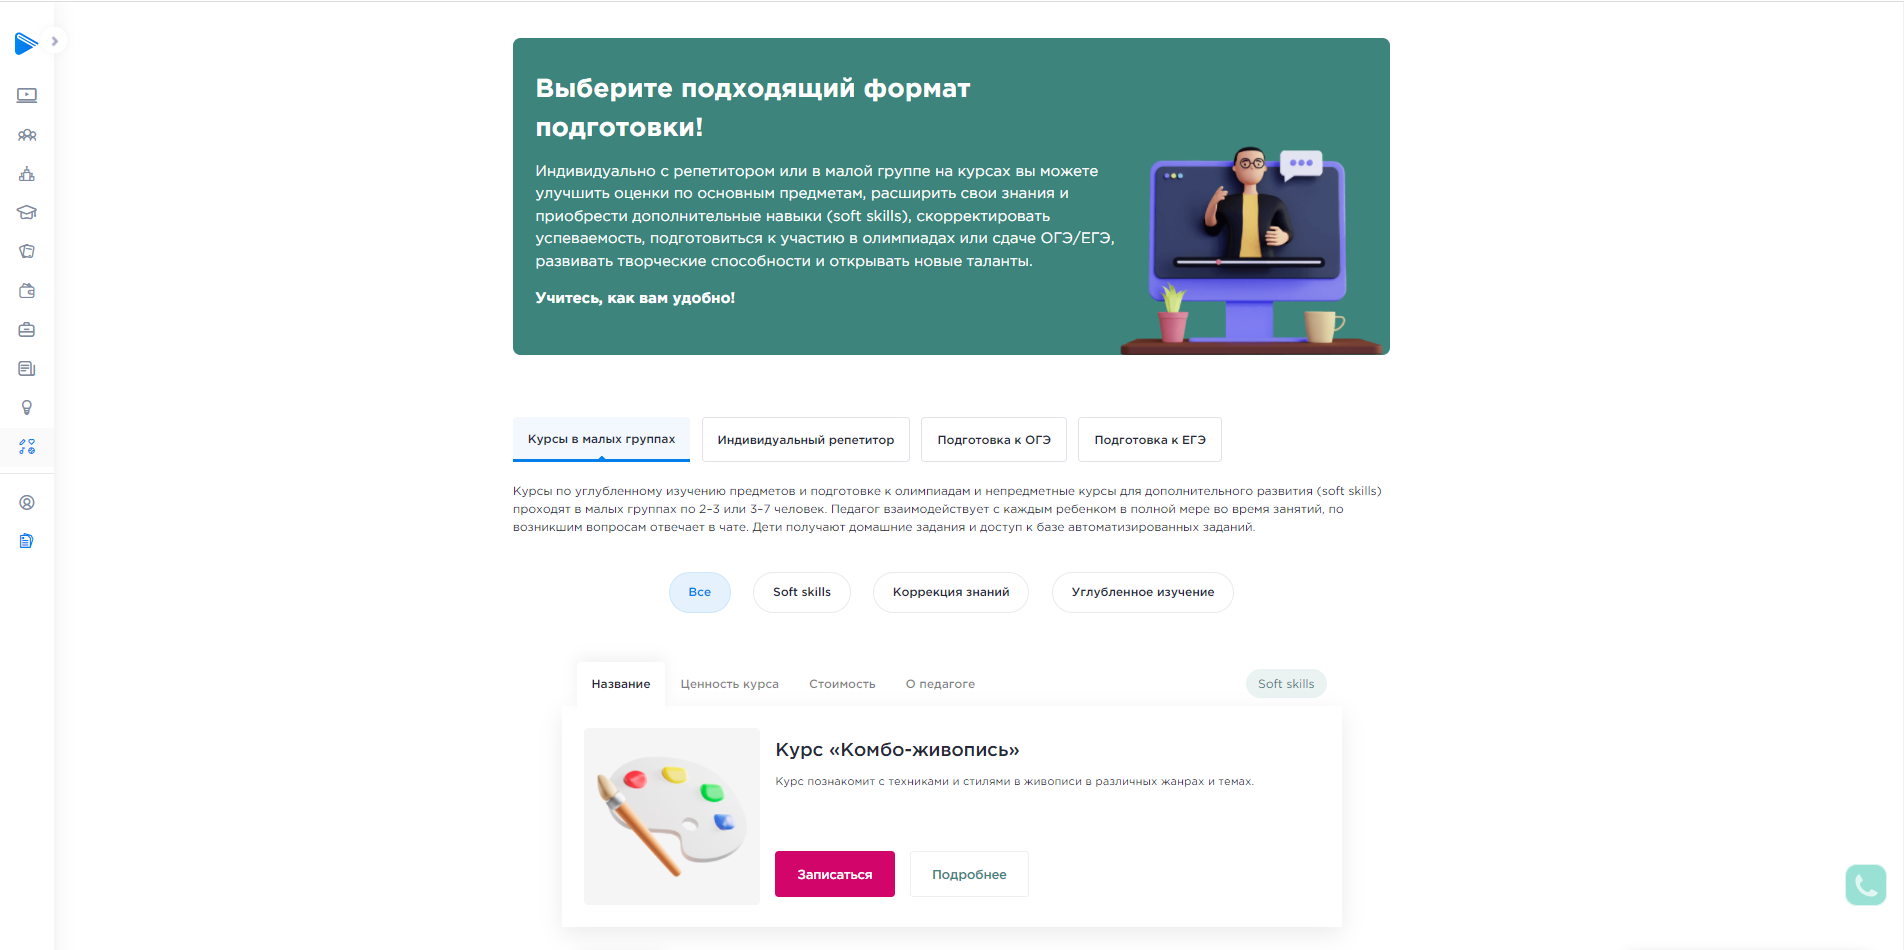 Выберите подходящий формат
подготовки!
Индивидуально с репетитором или в малой группе на курсах вы можете
улучшить оценки по основным предметам, расширить свои знания и
приобрести дополнительные навыки (soft skills), скорректировать
успеваемость, подготовиться к участию в олимпиадах или сдаче ОГЭ/ЕГЭ,
развивать творческие способности и открывать новые таланты.
Учитесь, как вам удобно!
Курсы в малых группах
Индивидуальный репетитор
Подготовка к ОГЭ
Подготовка к ЕГЭ
Курсы по углубленному изучению предметов и подготовке к олимпиадам и непредметные курсы для дополнительного развития (soft skills)
проходят в малых группах по 2-3 или 3-7 человек. Педагог взаимодействует с каждым ребенком в полной мере во время занятий, по
возникшим вопросам отвечает в чате. Дети получают домашние задания и доступ к базе автоматизированных заданий.
Все
Soft skills
Коррекция знаний
Углубленное изучение
Название
Ценность курса
Стоимость
О педагоге
Soft skills
Курс «Комбо-живопись»
Курс познакомит с техниками и стилями в живописи в различных жанрах и темах.
Записаться
Подробнее